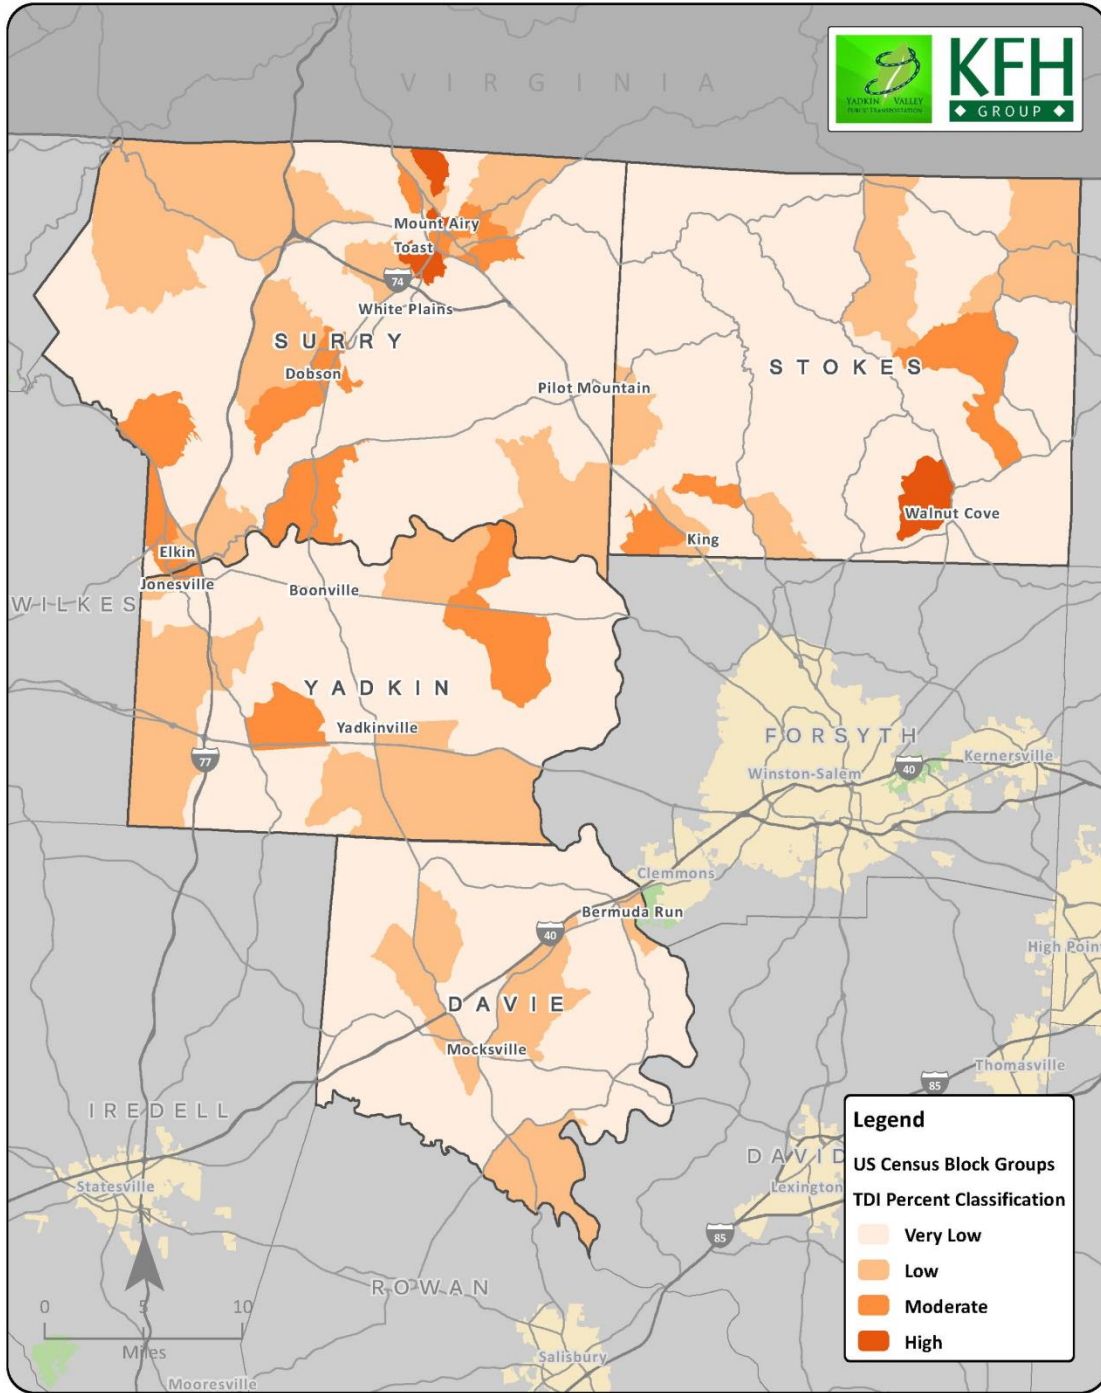 VIRGINIA
YADKIN VALLEY
PUBLIC TRANSPORTATION
KFH
GROUP
Mount Airy
Toast
74
White Plains
SURRY
Dobson
Pilot Mountain
STOKES
Walnut Cove
King
Elkin
Jonesville
Boonville
WILKES
YADKIN
Yadkinville
77
FORSYTH
40
Kernersville
Winston-Salem
Clemmons
Bermuda Run
40
High Point
DAVIE
Mocksville
Thomasville
85
IREDELL
DAVID
Statesville
Lexington
85
ROWAN
0 5 10
Miles
Salisbury
Mooresville
Legend
US Census Block Groups
TDI Percent Classification
Very Low
Low
Moderate
High